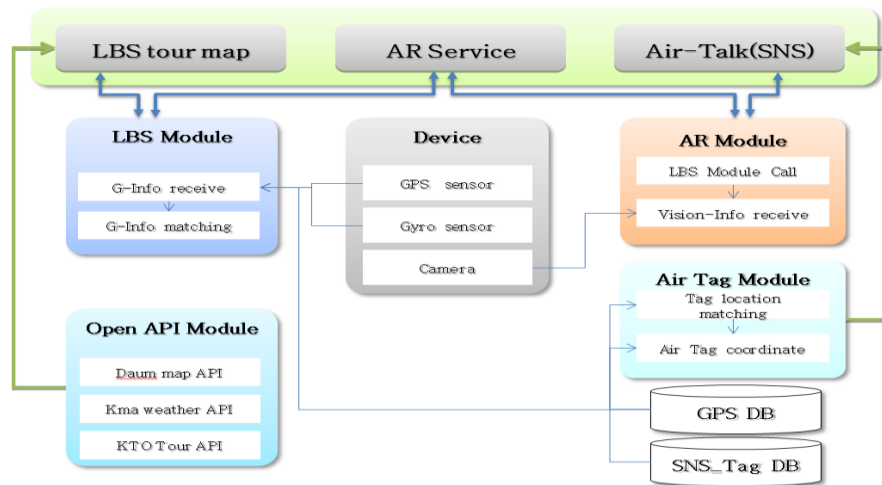 LBS tour map
AR Service
Air-Talk(SNS)
LBS Module
G-Info receive
G-Info matching
Device
GPS sensor
Gyro sensor
Camera
AR Module
LBS Module Call
Vision-Info receive
Air Tag Module
Tag location
matching
Air Tag coordinate
Open API Module
Daum map API
Kma weather API
KTO Tour API
GPS DB
SNS_Tag DB